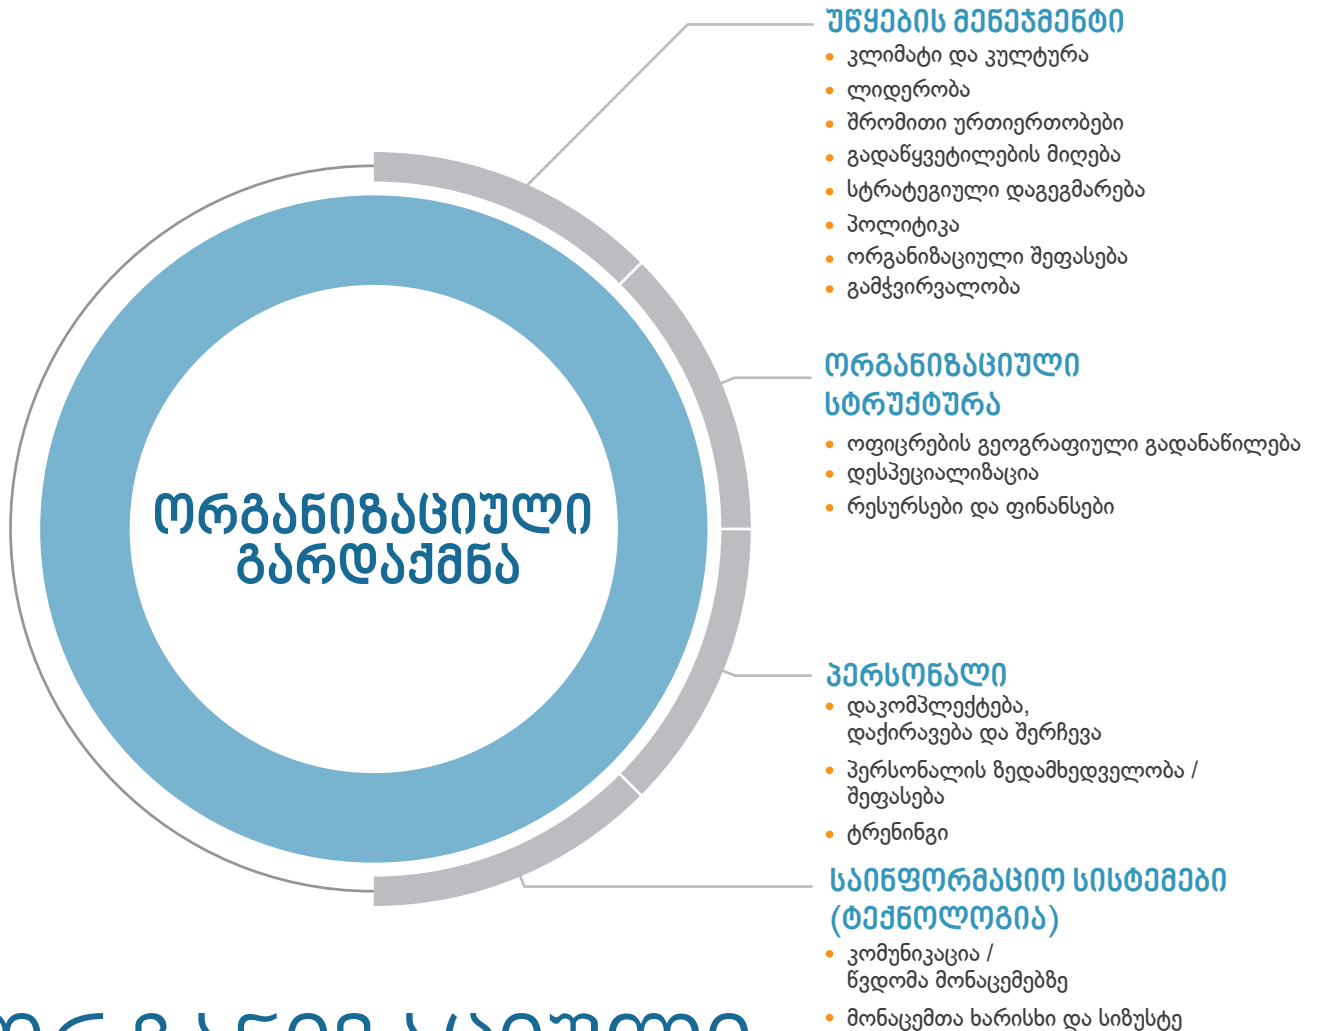 უწყების მენეჯმენტი
• კლიმატი და კულტურა
• ლიდერობა
• შრომითი ურთიერთობები
• გადაწყვეტილების მიღება
• სტრატეგიული დაგეგმარება
• პოლიტიკა
• ორგანიზაციული შეფასება
• გამჭვირვალობა
ორგანიზაციული
სტრუქტურა
• ოფიცრების გეოგრაფიული გადანაწილება
• დესპეციალიზაცია
• რესურსები და ფინანსები
ორგანიზაციული
გარდაქმნა
პერსონალი
• დაკომპლექტება,
დაქირავება და შერჩევა
• პერსონალის ზედამხედველობა /
შეფასება
• ტრენინგი
საინფორმაციო სისტემები
(ტექნოლოგია)
• კომუნიკაცია /
წვდომა მონაცემებზე
• მონაცემთა ხარისხი და სიზუსტე